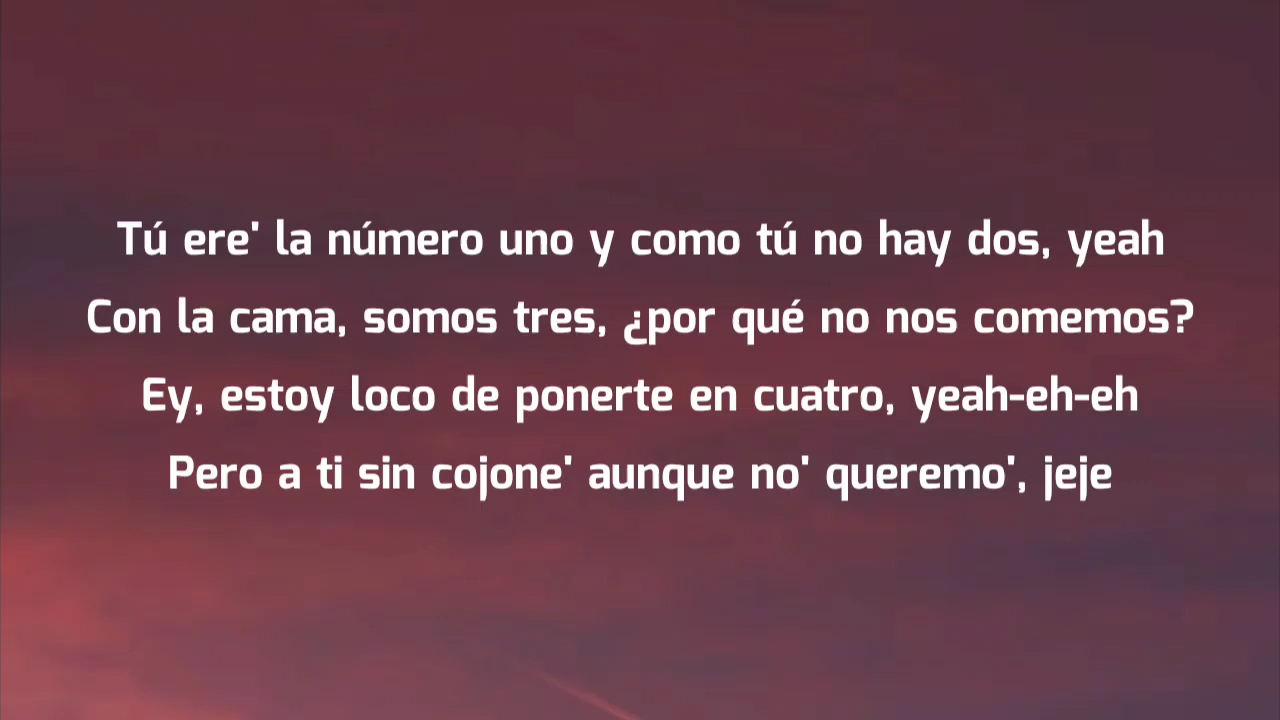 Tú ere' la número uno y como tú no hay dos, yeah
Con la cama, somos tres, ¿por qué no nos comemos?
Ey, estoy loco de ponerte en cuatro, yeah-eh-eh
Pero a ti sin cojone' aunque no' queremo', jeje